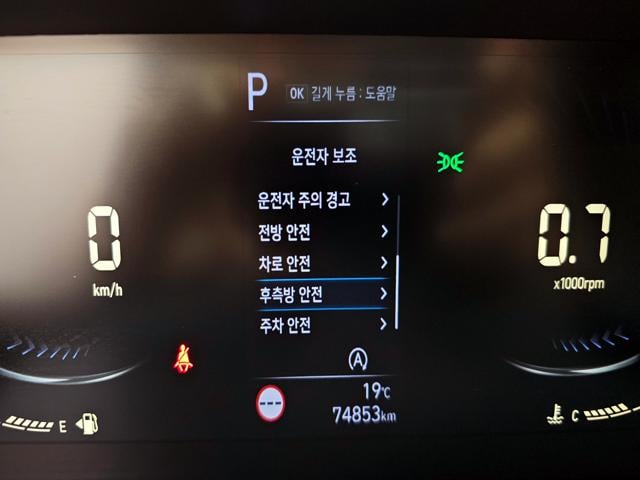 P
OK 길게 누름 : 도움말
운전자 보조
운전자 주의 경고
전방 안전
차로 안전
후측방 안전
주차 안전
0
km/h
0.7
x1000rpm
A
---
19℃
74853km
E
C